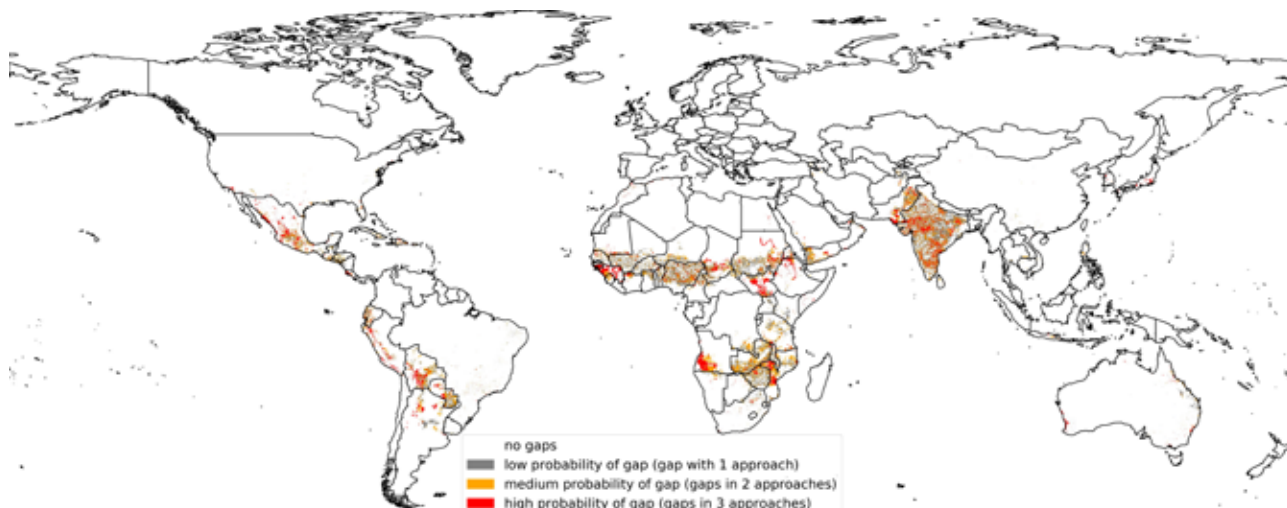 no gaps
low probability of gap (gap with 1 approach)
medium probability of gap (gaps in 2 approaches)
high probability of gap (gaps in 3 approaches)